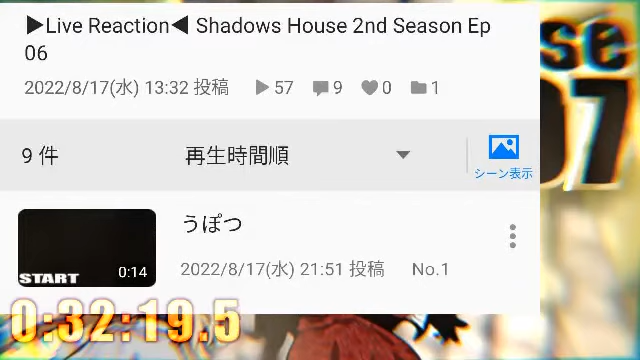 ▶Live Reaction◀ Shadows House 2nd Season Ep
06
2022/8/17(水) 13:32 投稿 57 9 0 1
9 件 再生時間順
シーン表示
うぽつ
START 0:14
2022/8/17(水) 21:51 投稿 No.1
0:32:19.5